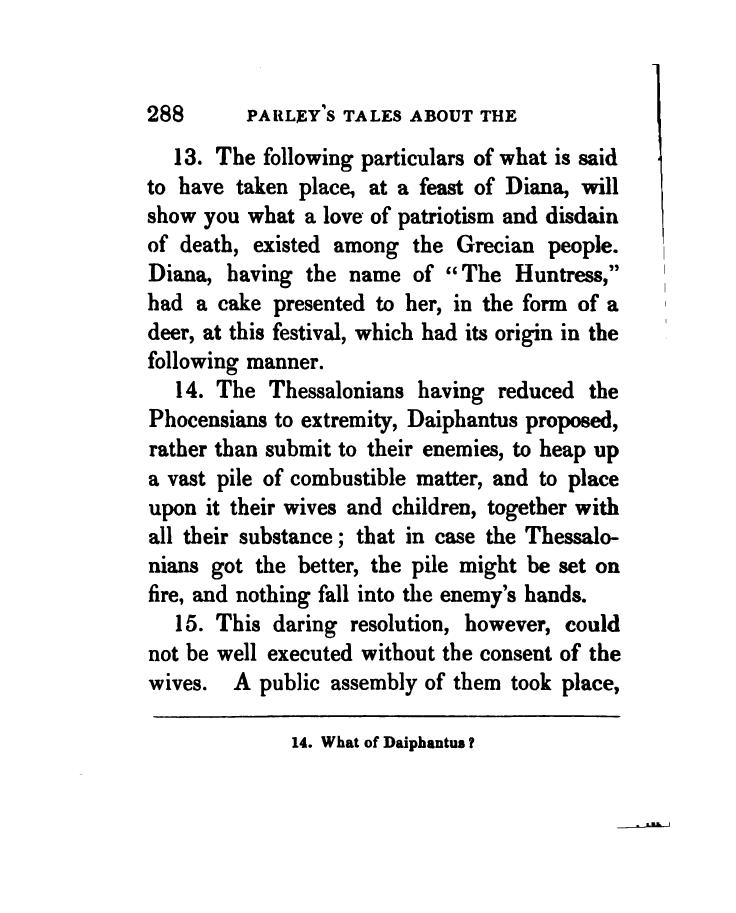 288 PARLEY'S TALES ABOUT THE
13. The following particulars of what is said
to have taken place, at a feast of Diana, will
show you what a love of patriotism and disdain
of death, existed among the Grecian people.
Diana, having the name of "The Huntress,"
had a cake presented to her, in the form of a
deer, at this festival, which had its origin in the
following manner.
14. The Thessalonians having reduced the
Phocensians to extremity, Daiphantus proposed,
rather than submit to their enemies, to heap up
a vast pile of combustible matter, and to place
upon it their wives and children, together with
all their substance; that in case the Thessalo-
nians got the better, the pile might be set on
fire, and nothing fall into the enemy's hands.
15. This daring resolution, however, could
not be well executed without the consent of the
wives. A public assembly of them took place,
14. What of Daiphantus?